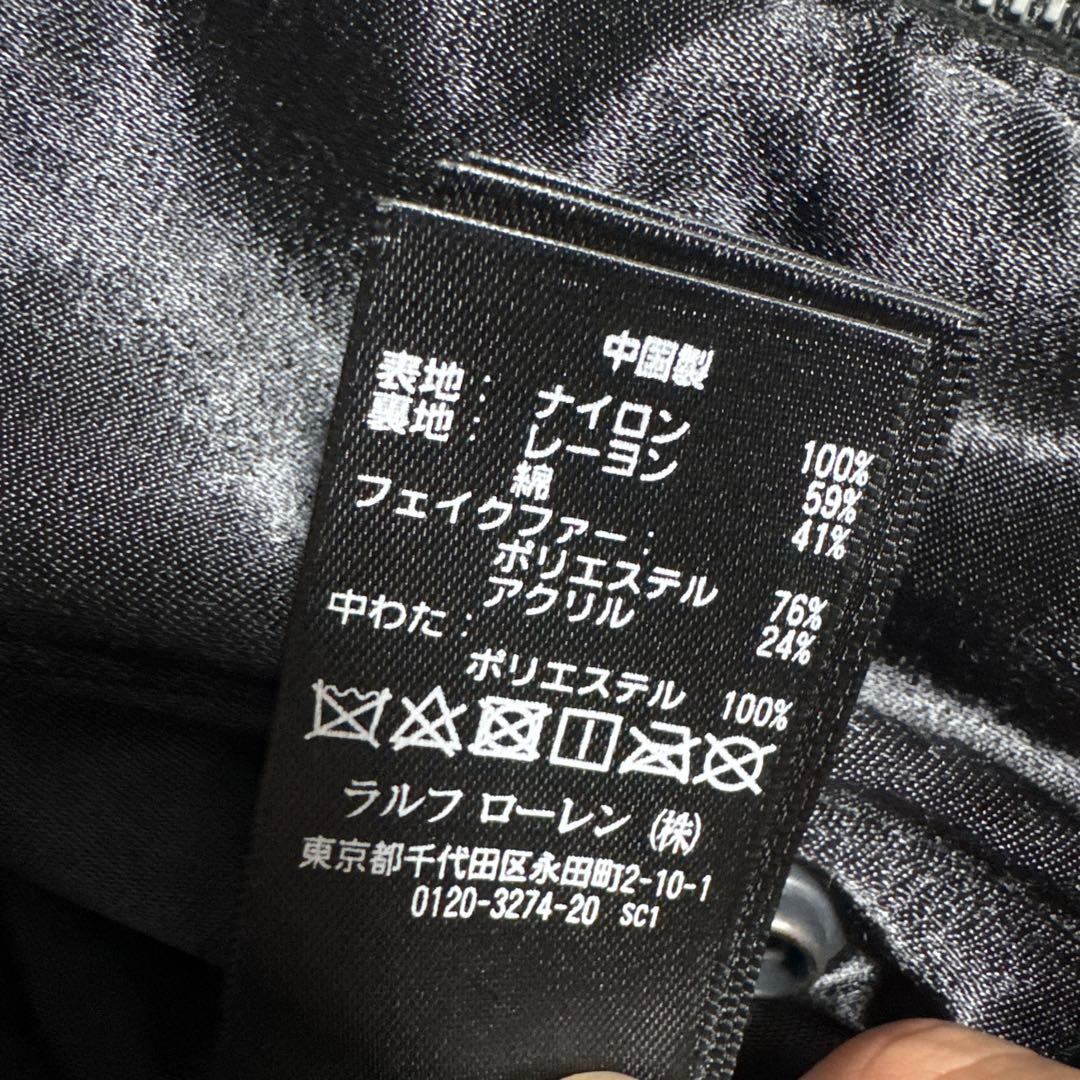 中国製
表地： ナイロン 100%
裏地： レーヨン 59%
綿 41%
フェイクファー：
ポリエステル 76%
アクリル 24%
中わた：
ポリエステル 100%
ラルフ ローレン（株）
東京都千代田区永田町2-10-1
0120-3274-20 SC1